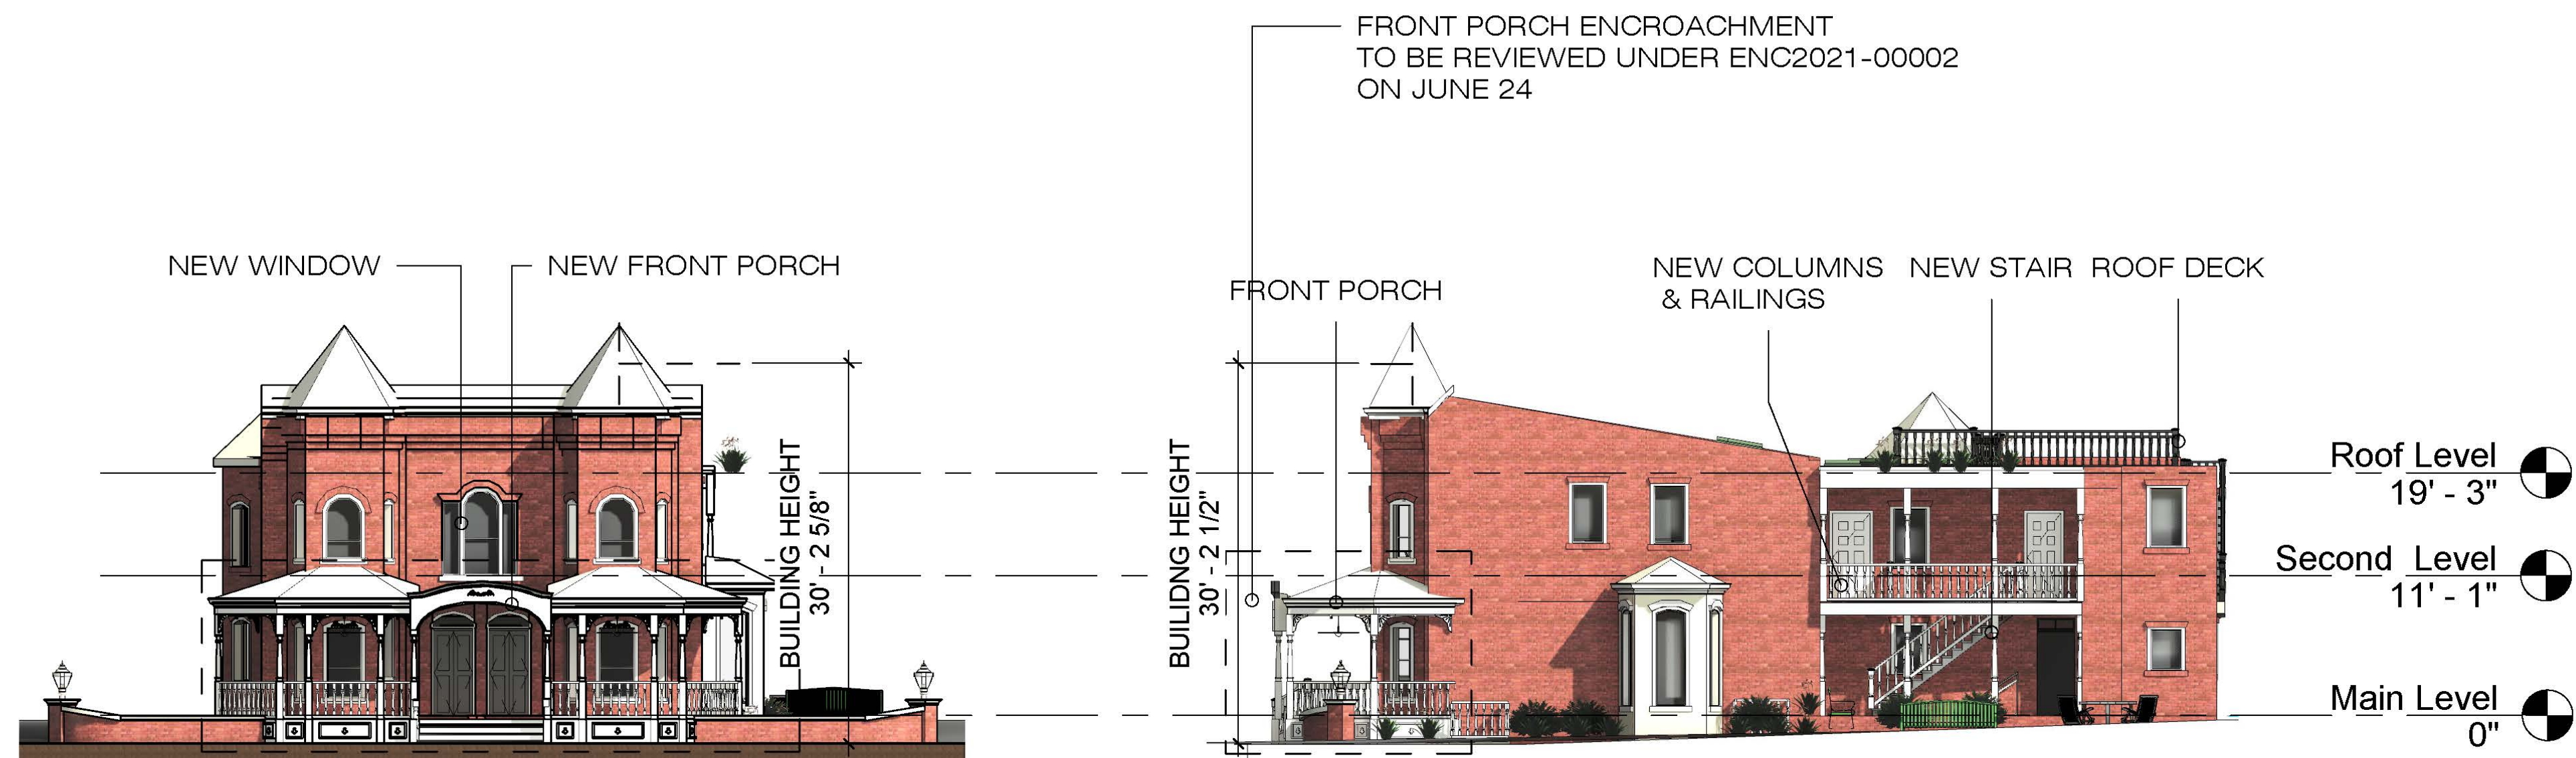 FRONT PORCH ENCROACHMENT
TO BE REVIEWED UNDER ENC2021-00002
ON JUNE 24
NEW WINDOW
NEW FRONT PORCH
BUILDING HEIGHT
30' - 2 5/8"
FRONT PORCH
BUILIDNG HEIGHT
30' - 2 1/2"
NEW COLUMNS
& RAILINGS
NEW STAIR
ROOF DECK
Roof Level
19' - 3"
Second Level
11' - 1"
Main Level
0"